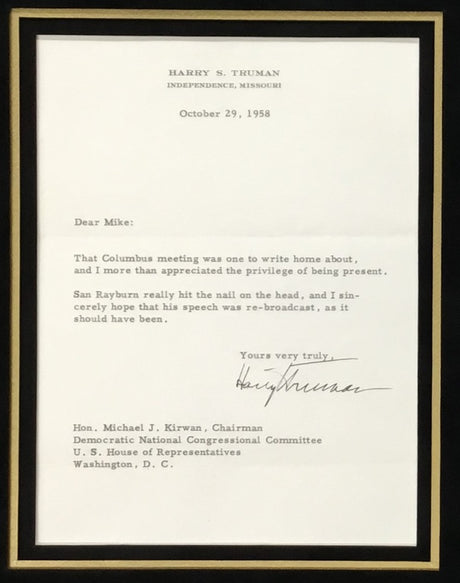 HARRY S. TRUMAN
INDEPENDENCE, MISSOURI
October 29, 1958
Dear Mike:
That Columbus meeting was one to write home about,
and I more than appreciated the privilege of being present.
San Rayburn really hit the nail on the head, and I sin-
cerely hope that his speech was re-broadcast, as it
should have been.
Yours very truly,
Harry Truman
Hon. Michael J. Kirwan, Chairman
Democratic National Congressional Committee
U. S. House of Representatives
Washington, D. C.